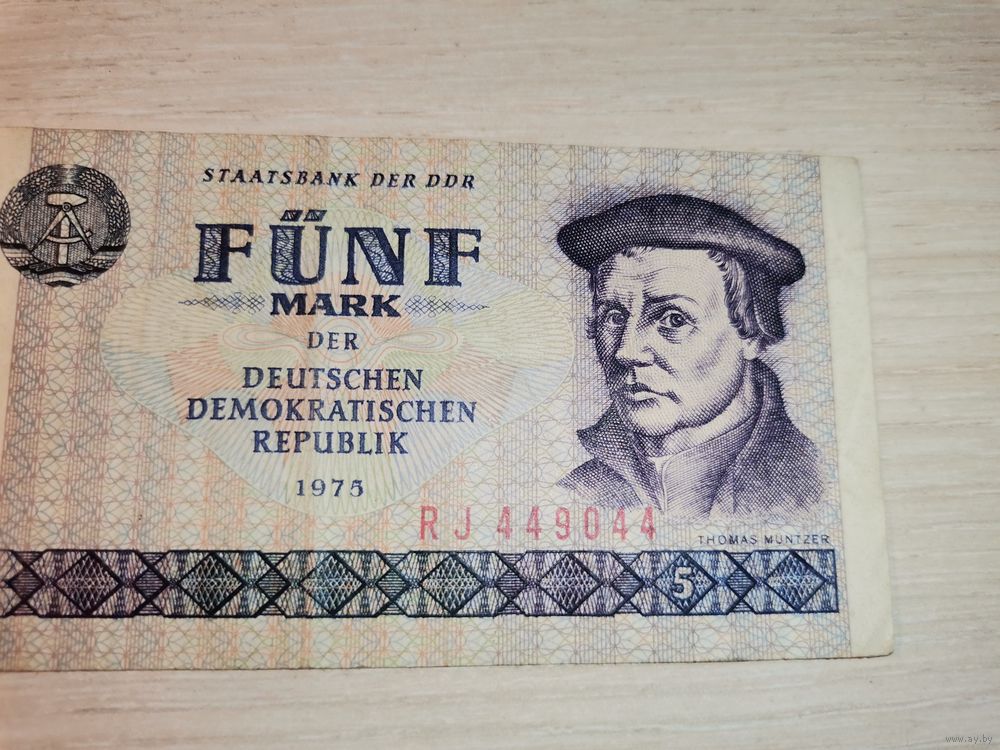 STAATSBANK DER DDR
FÜNF
MARK
DER
DEUTSCHEN
DEMOKRATISCHEN
REPUBLIK
1975
RJ 449044
THOMAS MÜNTZER
5
www.ay.by